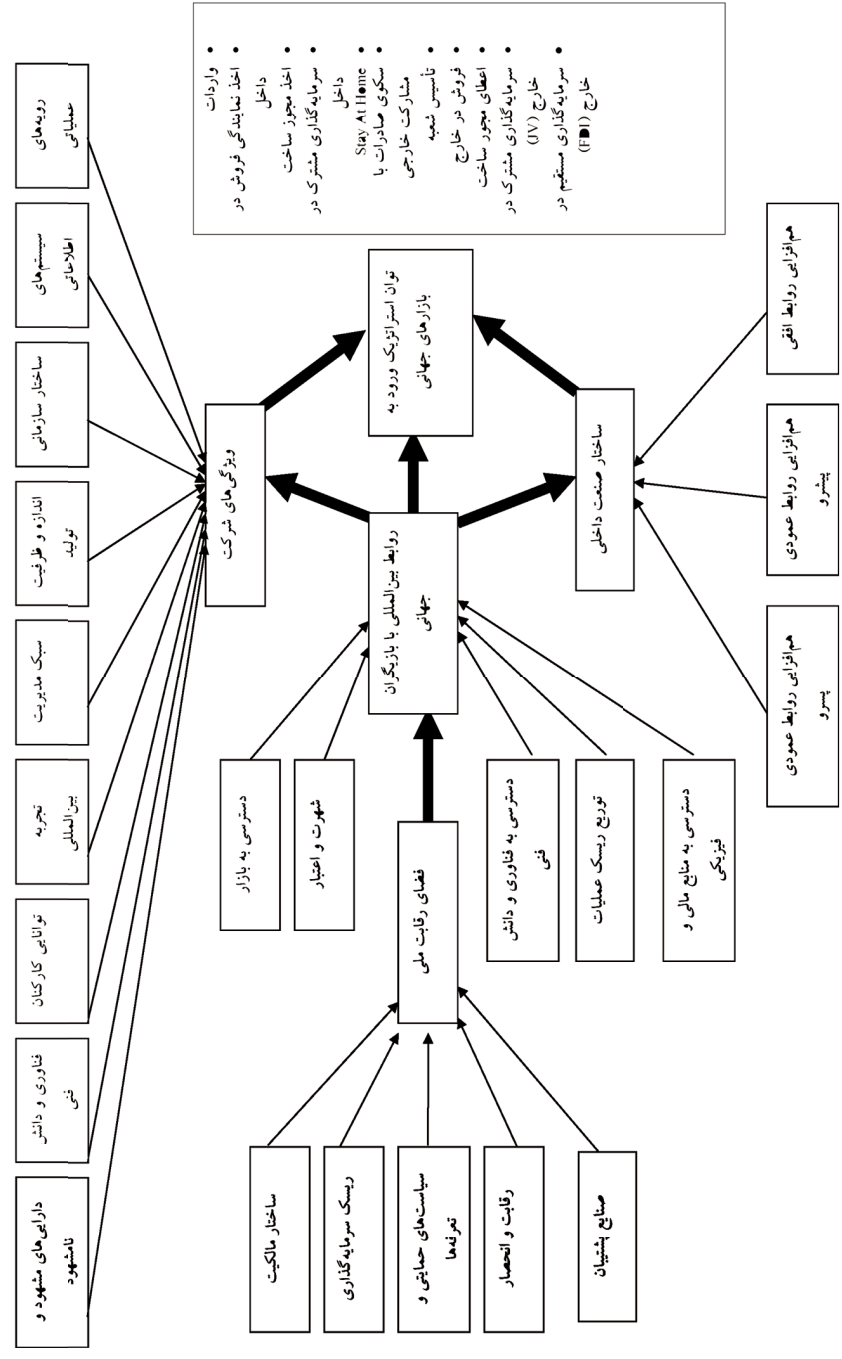 رویه‌های
عملیاتی
سیستم‌های
اطلاعاتی
ساختار سازمانی
اندازه و ظرفیت
تولید
سبک مدیریت
تجربه
بین‌المللی
توانایی کارکنان
فناوری و دانش
فنی
دارایی‌های مشهود و
نامشهود
ویژگی‌های شرکت
توان استراتژیک ورود به
بازارهای جهانی
روابط بین‌المللی با بازیگران
جهانی
ساختار صنعت داخلی
دسترسی به بازار
شهرت و اعتبار
دسترسی به فناوری و دانش
فنی
توزیع ریسک عملیات
دسترسی به منابع مالی و
فیزیکی
فضای رقابت ملی
ساختار مالکیت
ریسک سرمایه‌گذاری
سیاست‌های حمایتی و
تعرفه‌ها
رقابت و انحصار
صنایع پشتیبان
هم‌افزایی روابط افقی
هم‌افزایی روابط عمودی
پیشرو
هم‌افزایی روابط عمودی
پسرو
• واردات
• اخذ نمایندگی فروش در
داخل
• اخذ مجوز ساخت
• سرمایه‌گذاری مشترک در
داخل
• Stay At Home
• سکوی صادرات با
مشارکت خارجی
• تأسیس شعبه
• فروش در خارج
• اعطای مجوز ساخت
• سرمایه‌گذاری مشترک در
خارج (JV)
• سرمایه‌گذاری مستقیم در
خارج (FDI)